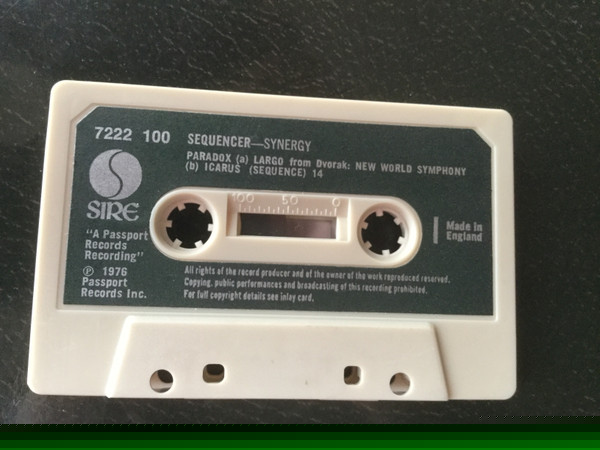 7222 100 SEQUENCER—SYNERGY
PARADOX (a) LARGO from Dvorak: NEW WORLD SYMPHONY
(b) ICARUS (SEQUENCE) 14
SIRE
100 50 0
"A Passport
Records
Recording"
℗ 1976
Passport
Records Inc.
Made in
England
All rights of the record producer and of the owner of the work reproduced reserved.
Copying, public performances and broadcasting of this recording prohibited.
For full copyright details see inlay card.